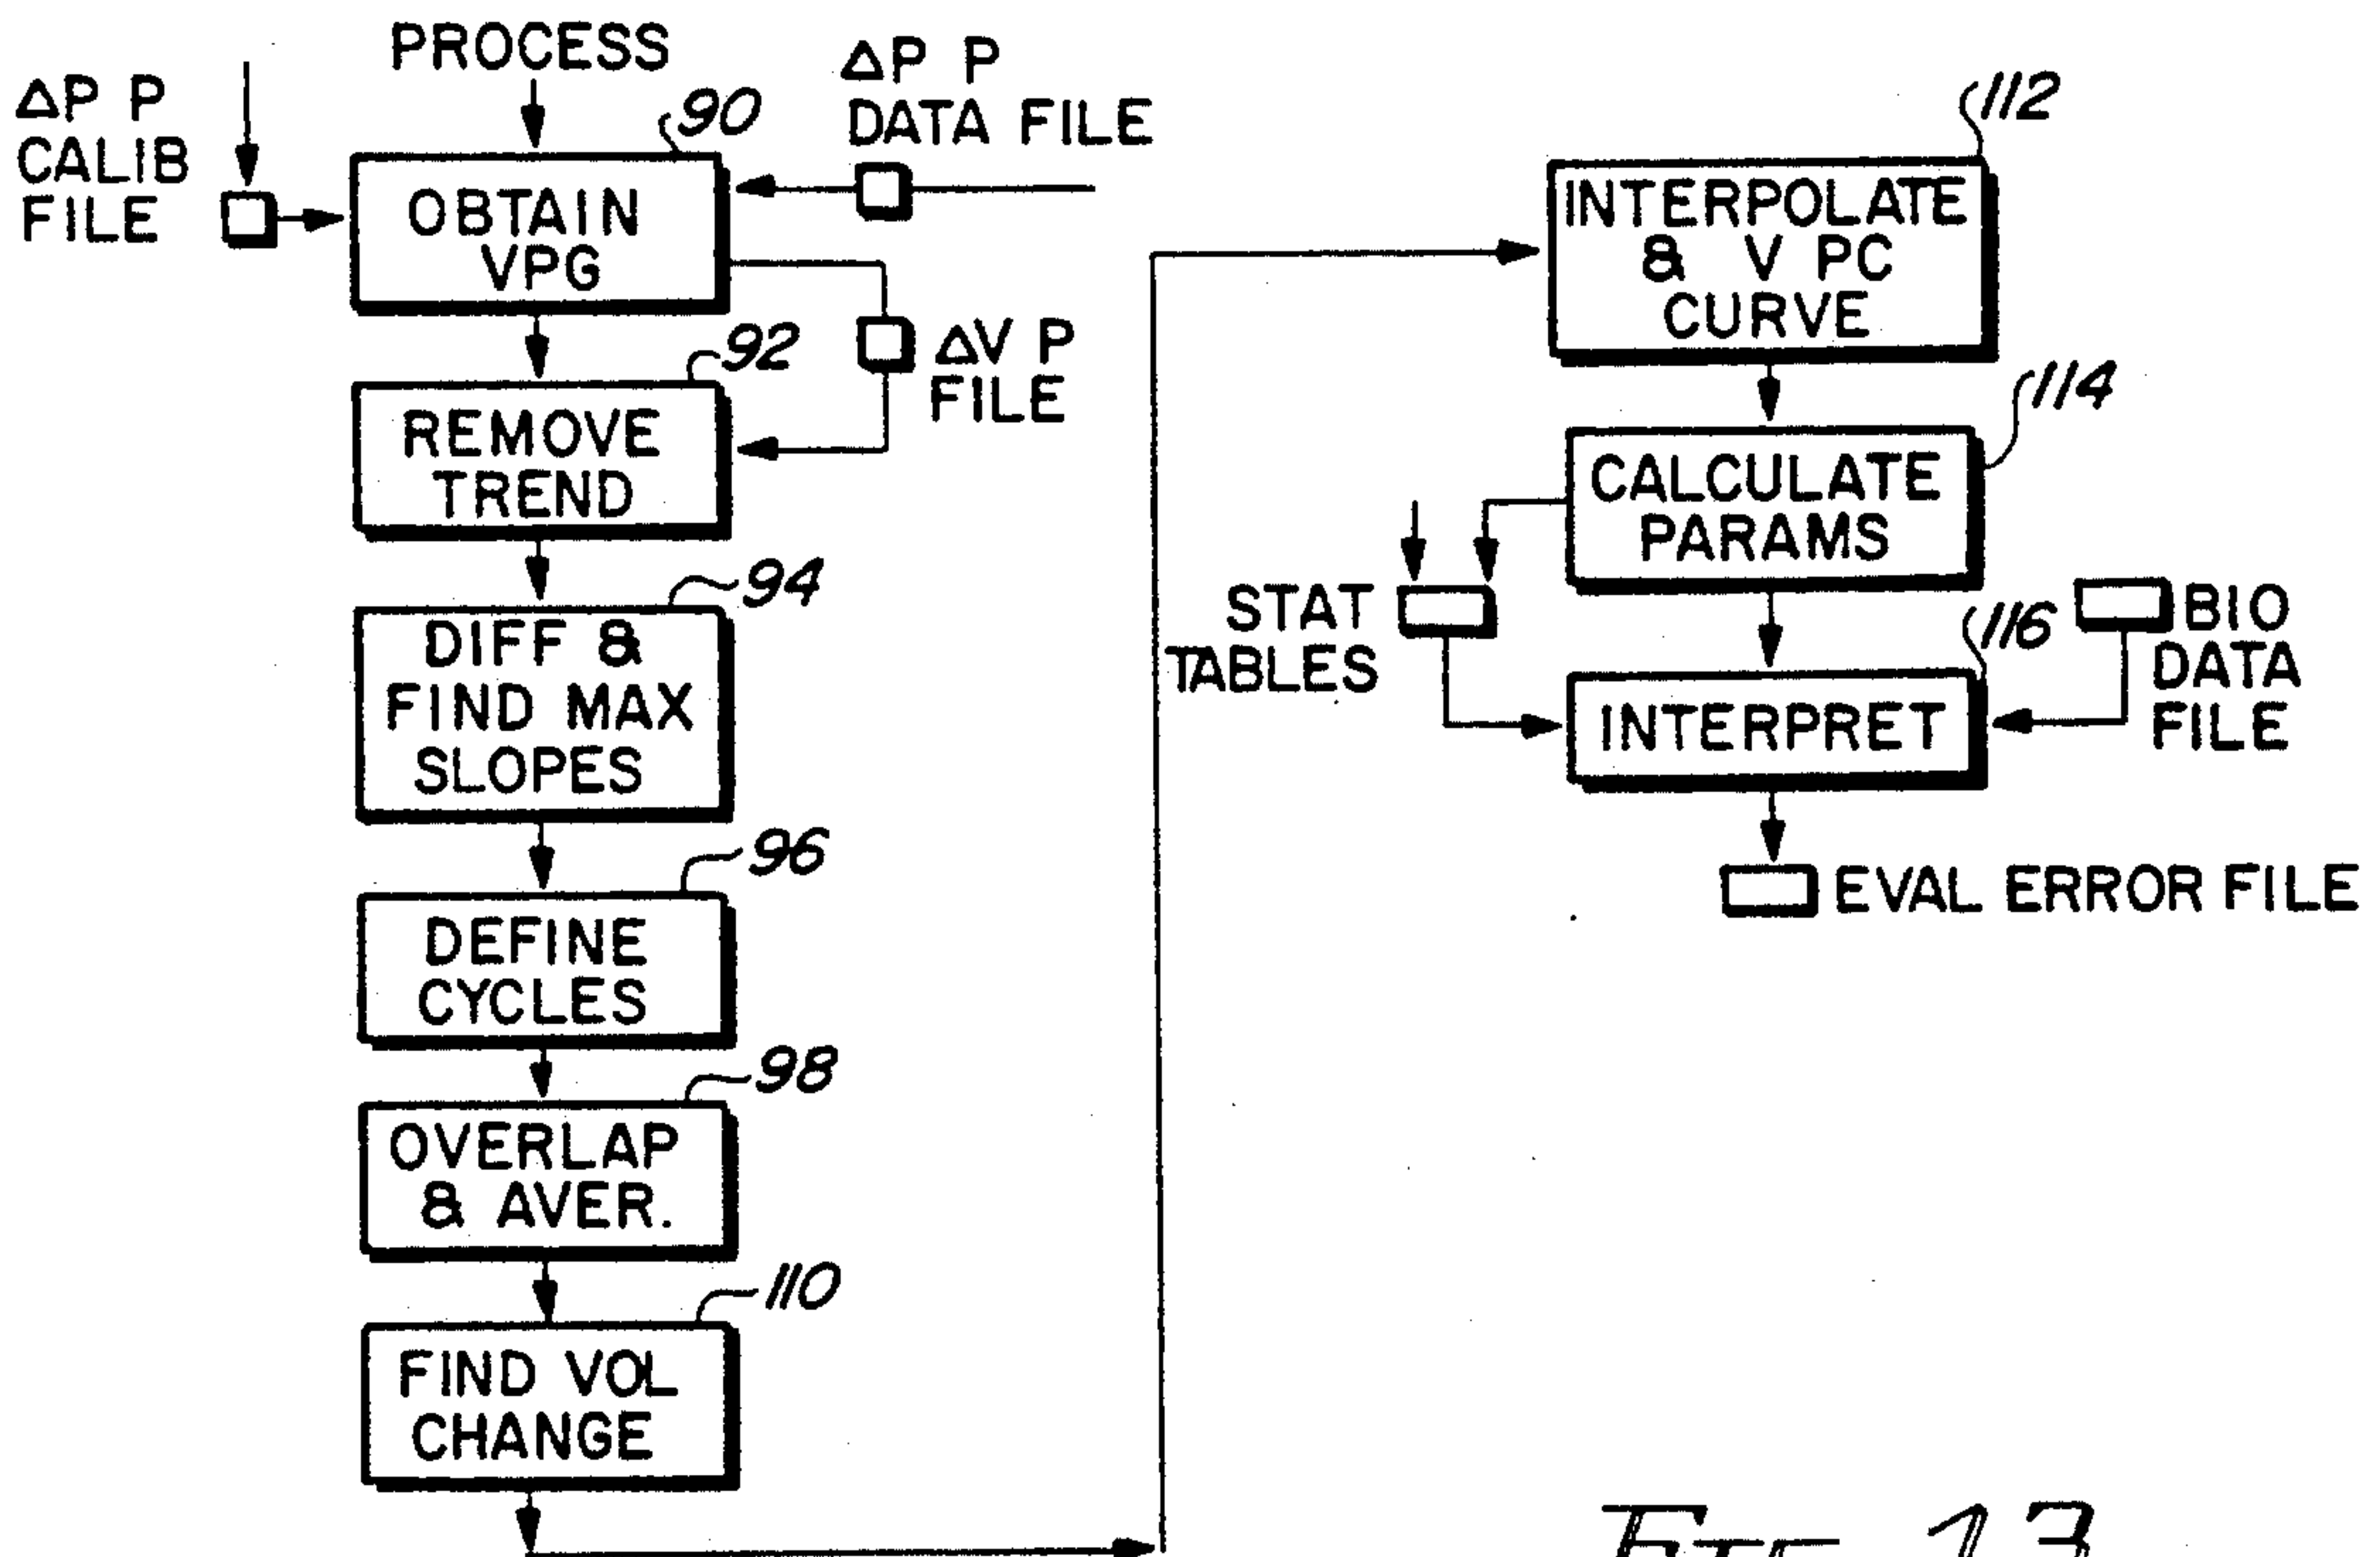 PROCESS
ΔP P
CALIB
FILE
ΔP P
DATA FILE
90
OBTAIN
VPG
ΔV P
FILE
92
REMOVE
TREND
94
DIFF &
FIND MAX
SLOPES
96
DEFINE
CYCLES
98
OVERLAP
& AVER.
110
FIND VOL
CHANGE
112
INTERPOLATE
& V PC
CURVE
114
CALCULATE
PARAMS
STAT
TABLES
116
BIO
DATA
FILE
INTERPRET
EVAL ERROR FILE